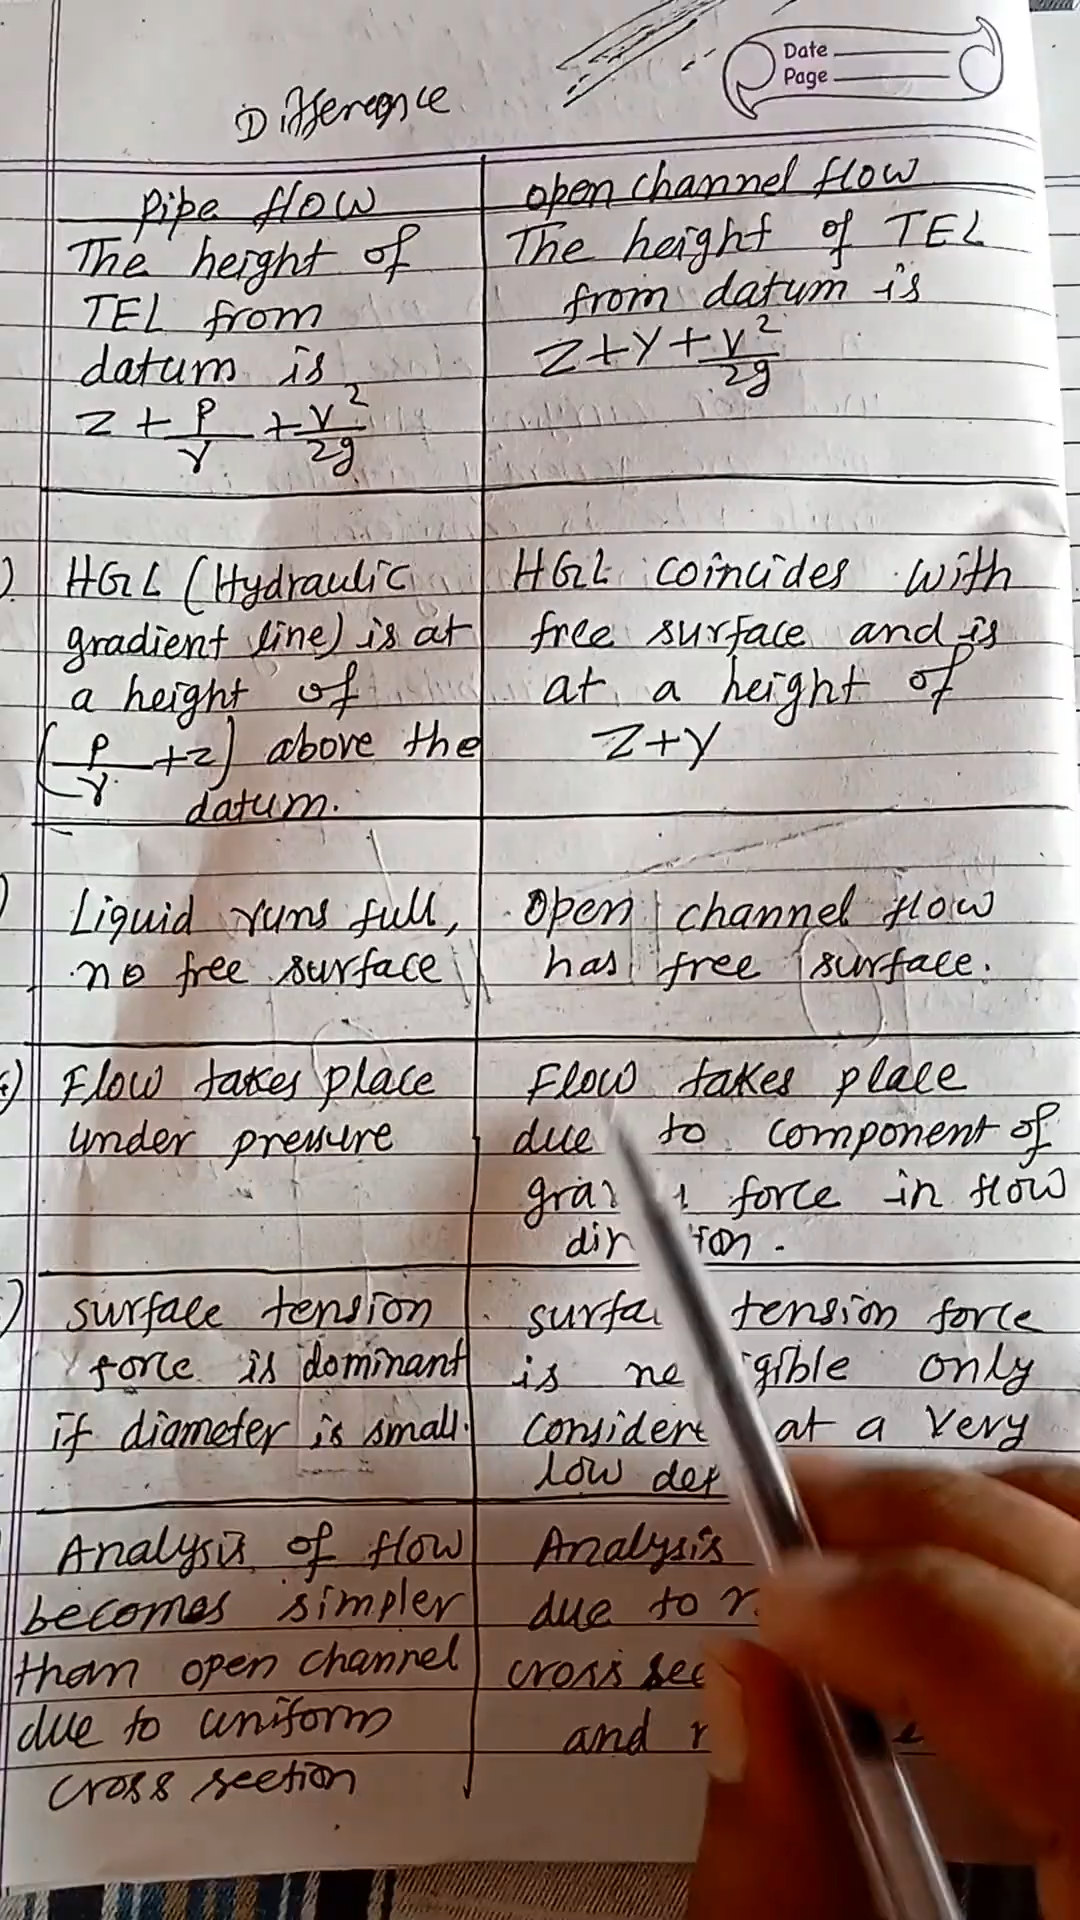 Date
Page
Difference
pipe flow
The height of
TEL from
datum is
z + P/γ + v²/2g
open channel flow
The height of TEL
from datum is
Z+Y+v²/2g
HGL (Hydraulic
gradient line) is at
a height of
(P/γ +z) above the
datum.
HGL coincides with
free surface and is
at a height of
Z+Y
Liquid runs full,
no free surface
Open channel flow
has free surface.
Flow takes place
under pressure
Flow takes place
due to component of
force in flow
surface tension
force is dominant
if diameter is small.
tension force
is only
at a very
low
Analysis of flow
becomes simpler
than open channel
due to uniform
cross section
Analysis
due to
cross
and